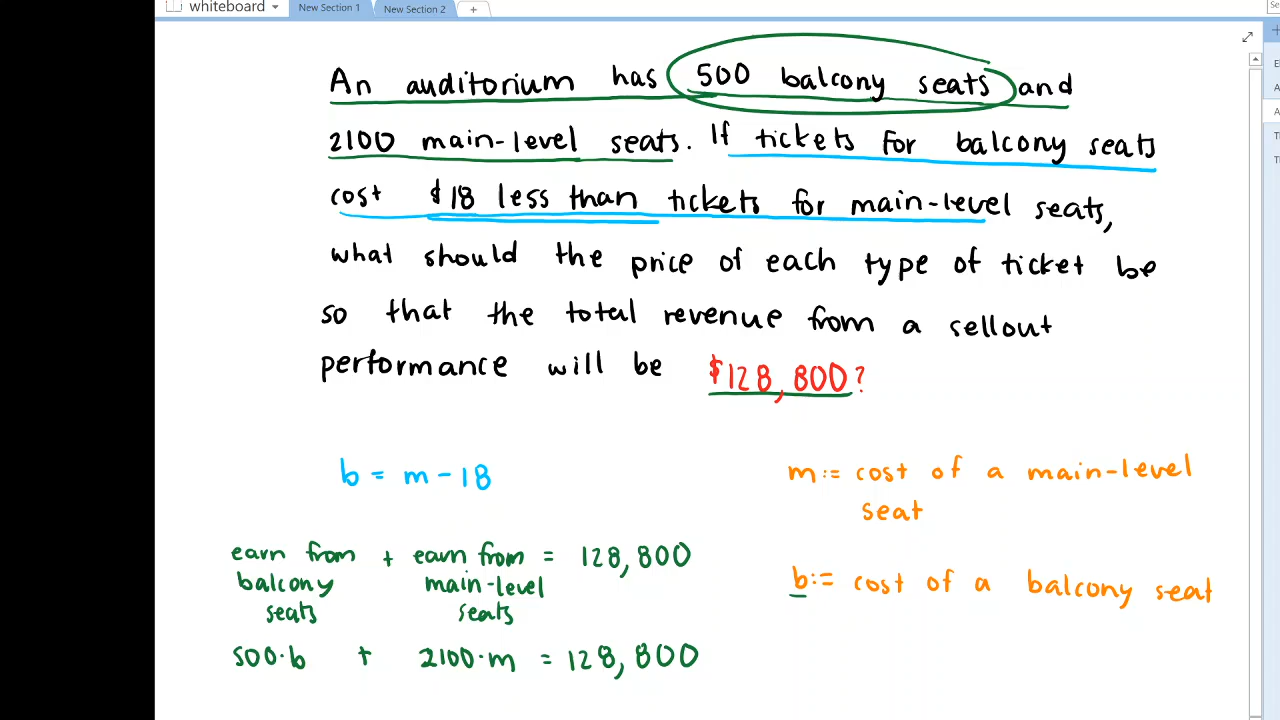 whiteboard
New Section 1
New Section 2
+
An auditorium has 500 balcony seats and
2100 main-level seats. If tickets for balcony seats
cost $18 less than tickets for main-level seats,
what should the price of each type of ticket be
so that the total revenue from a sellout
performance will be $128,800?
b = m - 18
m := cost of a main-level
seat
earn from + earn from = 128,800
balcony main-level
seats seats
b := cost of a balcony seat
500·b + 2100·m = 128,800